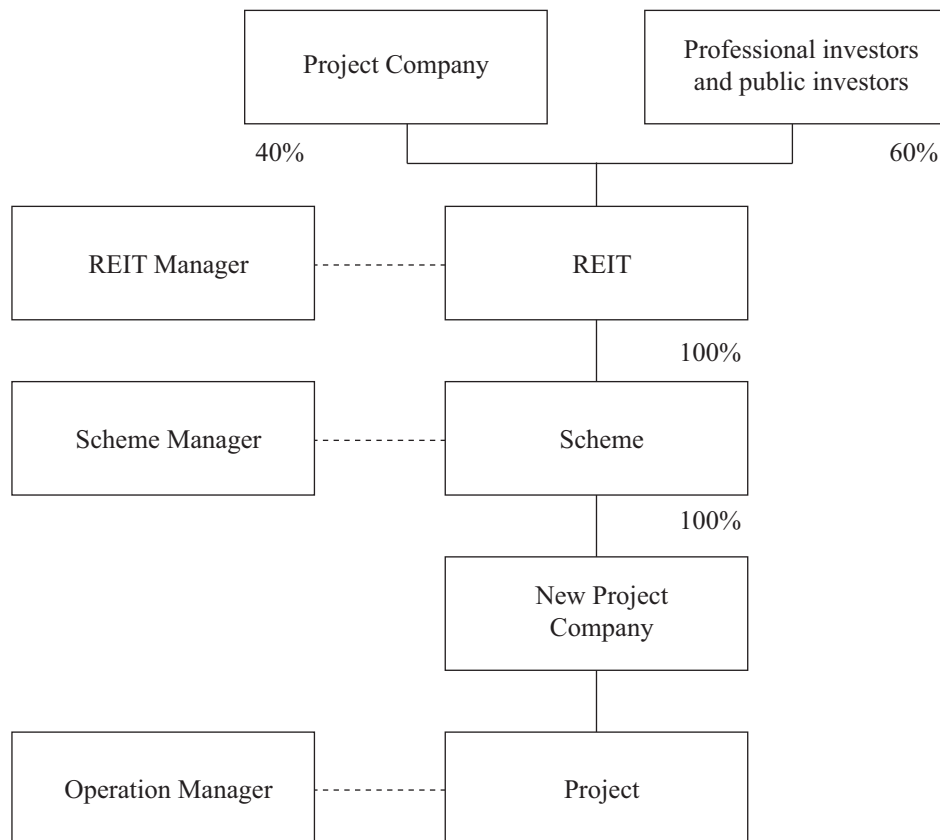 Project Company
Professional investors
and public investors
40%
60%
REIT Manager
REIT
100%
Scheme Manager
Scheme
100%
New Project
Company
Operation Manager
Project